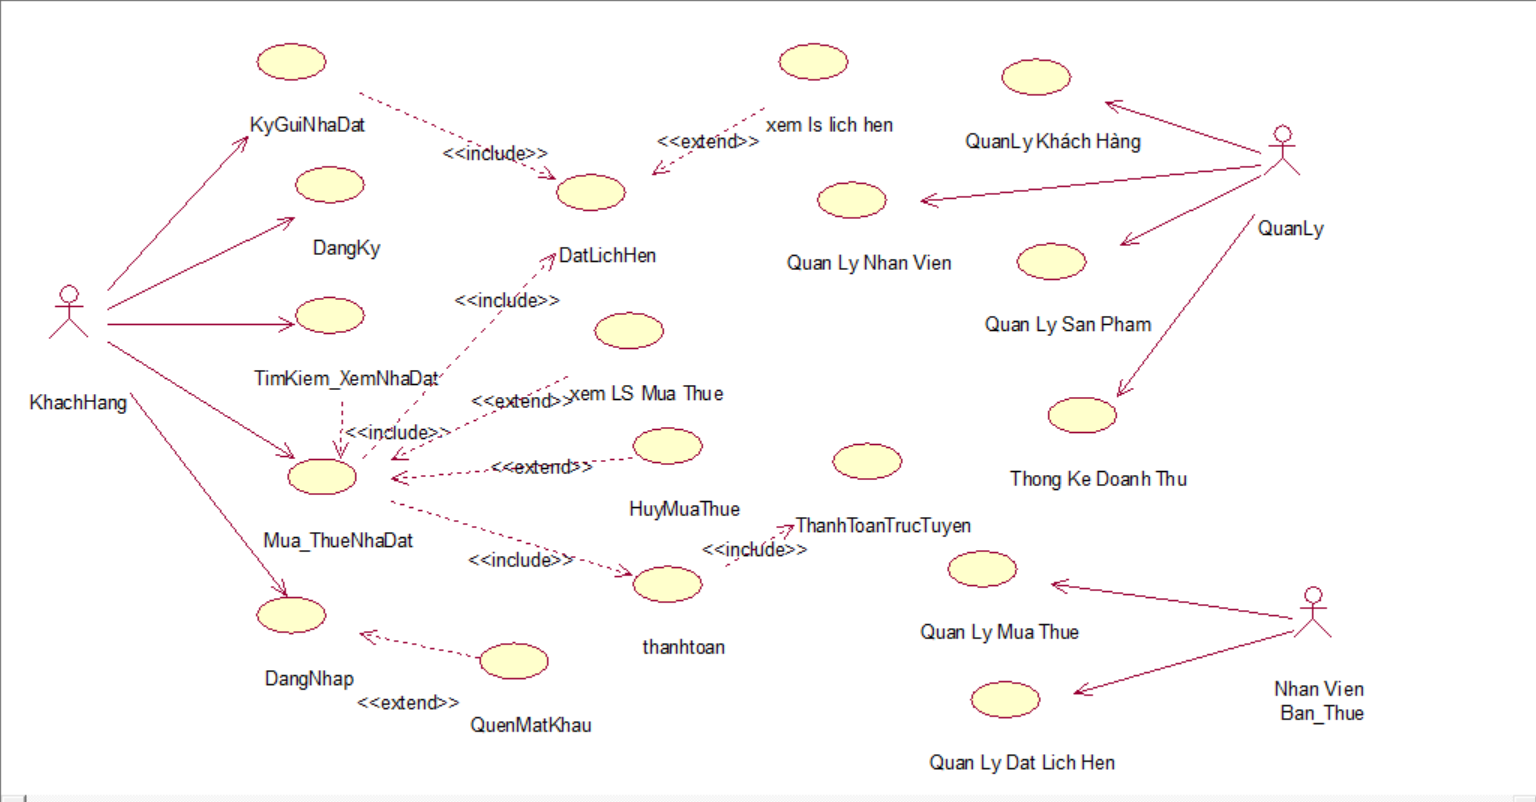 KyGuiNhaDat
xem ls lich hen
QuanLy Khách Hàng
<<include>>
<<extend>>
DangKy
DatLichHen
Quan Ly Nhan Vien
QuanLy
<<include>>
Quan Ly San Pham
TimKiem_XemNhaDat
<<extend>>
xem LS Mua Thue
KhachHang
<<include>>
<<extend>>
Thong Ke Doanh Thu
HuyMuaThue
ThanhToanTrucTuyen
Mua_ThueNhaDat
<<include>>
<<include>>
Quan Ly Mua Thue
thanhtoan
DangNhap
<<extend>>
QuenMatKhau
Nhan Vien
Ban_Thue
Quan Ly Dat Lich Hen